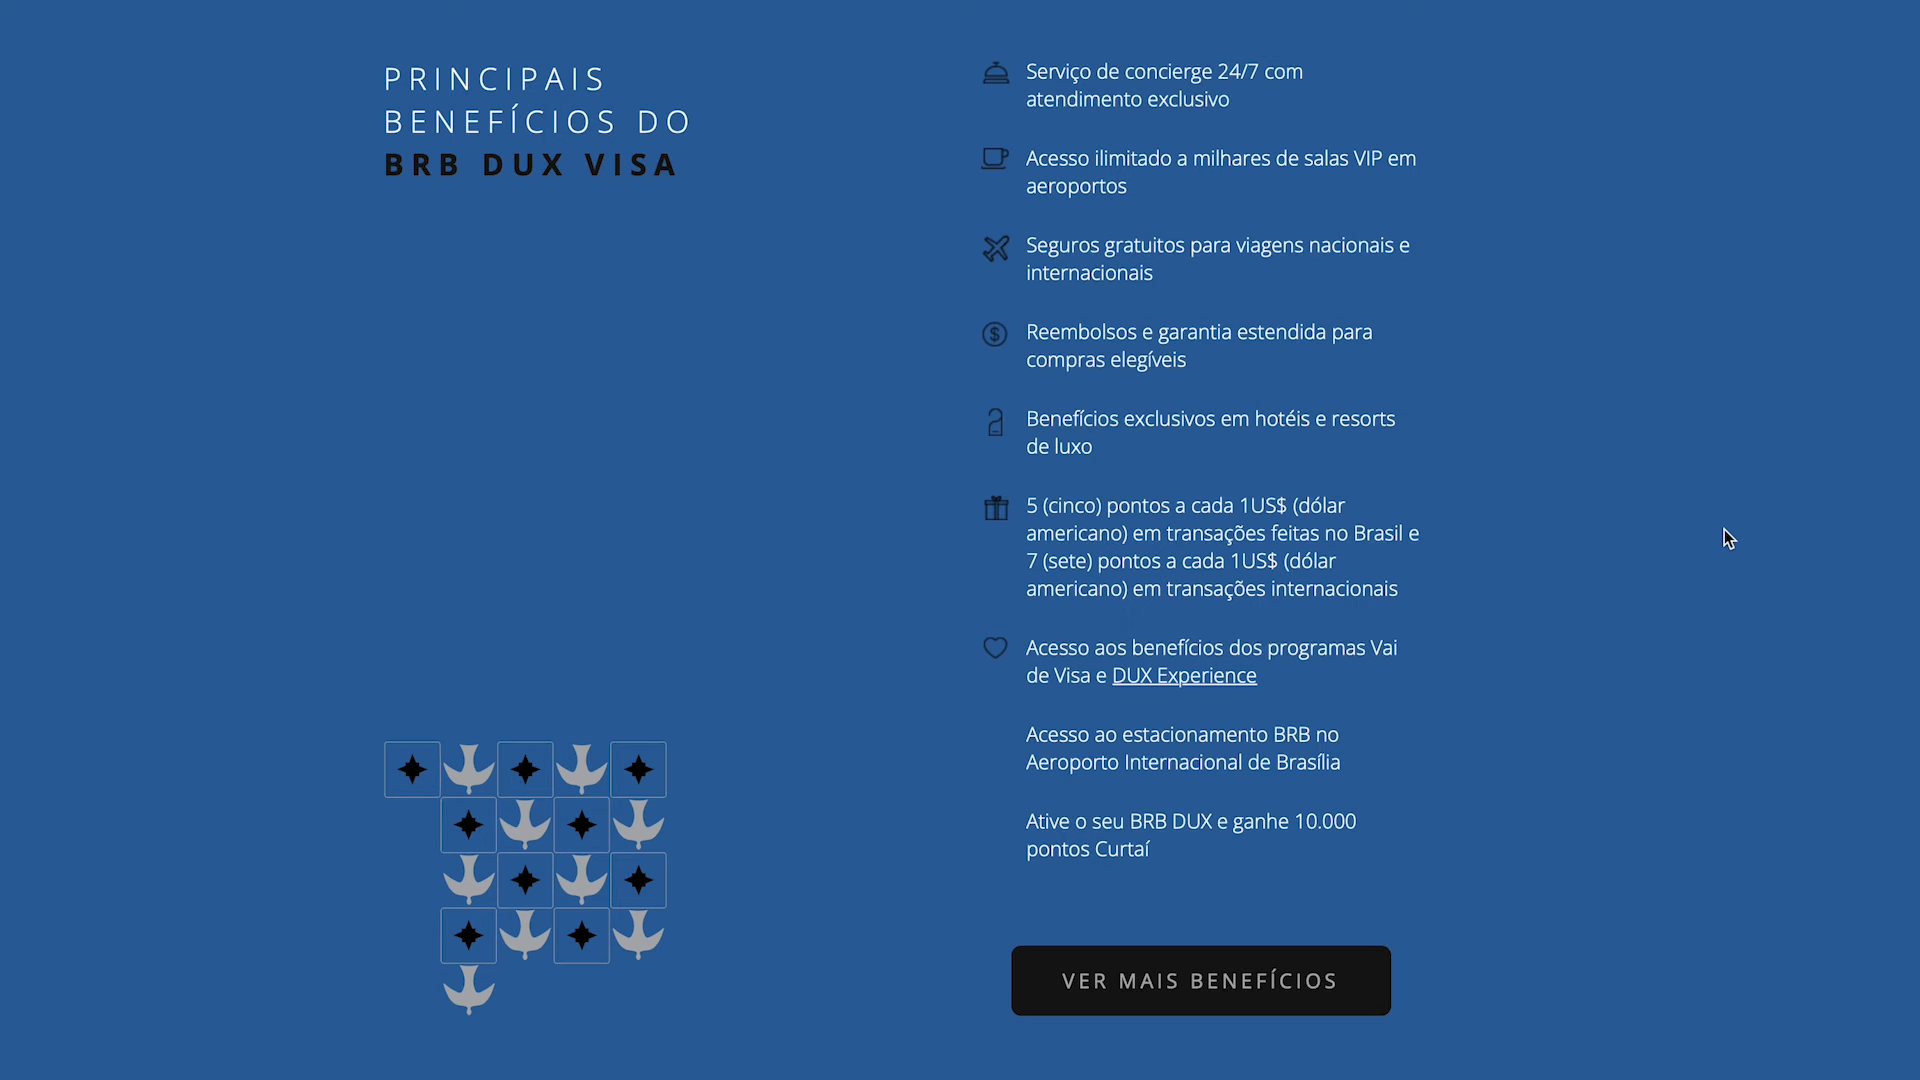 PRINCIPAIS
BENEFÍCIOS DO
BRB DUX VISA
Serviço de concierge 24/7 com
atendimento exclusivo
Acesso ilimitado a milhares de salas VIP em
aeroportos
Seguros gratuitos para viagens nacionais e
internacionais
Reembolsos e garantia estendida para
compras elegíveis
Benefícios exclusivos em hotéis e resorts
de luxo
5 (cinco) pontos a cada 1US$ (dólar
americano) em transações feitas no Brasil e
7 (sete) pontos a cada 1US$ (dólar
americano) em transações internacionais
Acesso aos benefícios dos programas Vai
de Visa e DUX Experience
Acesso ao estacionamento BRB no
Aeroporto Internacional de Brasília
Ative o seu BRB DUX e ganhe 10.000
pontos Curtaí
VER MAIS BENEFÍCIOS